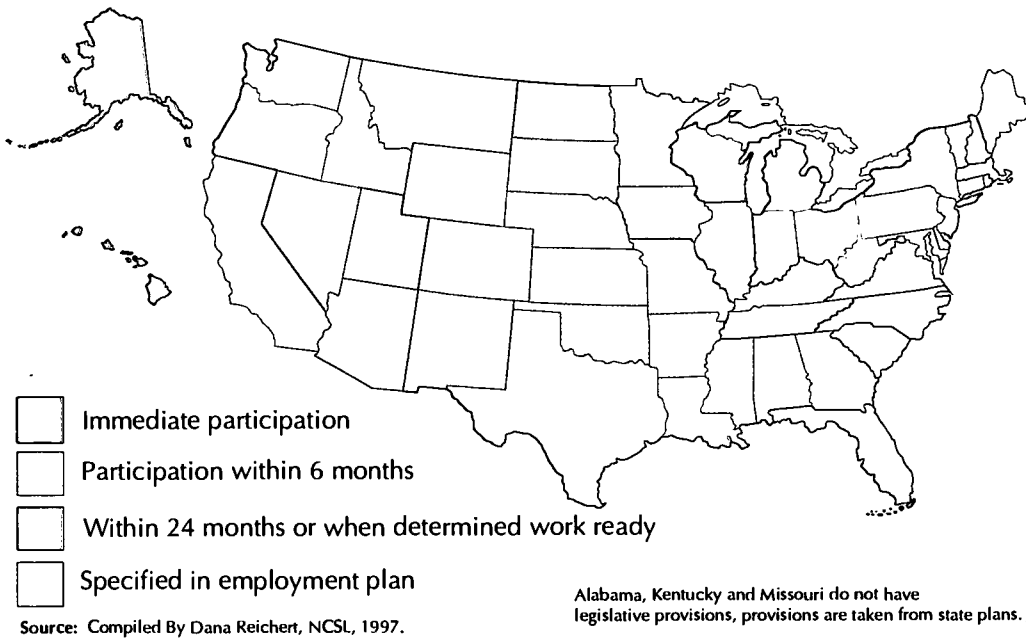 Immediate participation
Participation within 6 months
Within 24 months or when determined work ready
Specified in employment plan
Alabama, Kentucky and Missouri do not have
legislative provisions, provisions are taken from state plans.
Source: Compiled By Dana Reichert, NCSL, 1997.